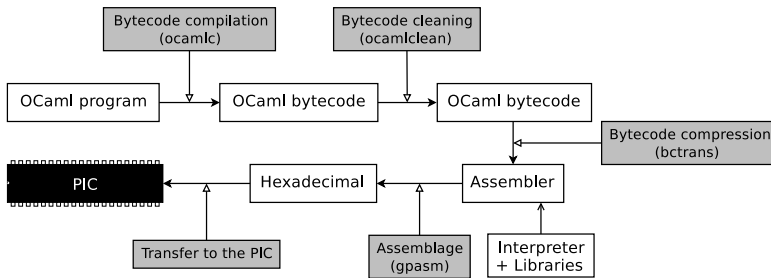 Bytecode compilation
(ocamlc)
Bytecode cleaning
(ocamlclean)
OCaml program
OCaml bytecode
OCaml bytecode
Bytecode compression
(bctrans)
PIC
Hexadecimal
Assembler
Transfer to the PIC
Assemblage
(gpasm)
Interpreter
+ Libraries